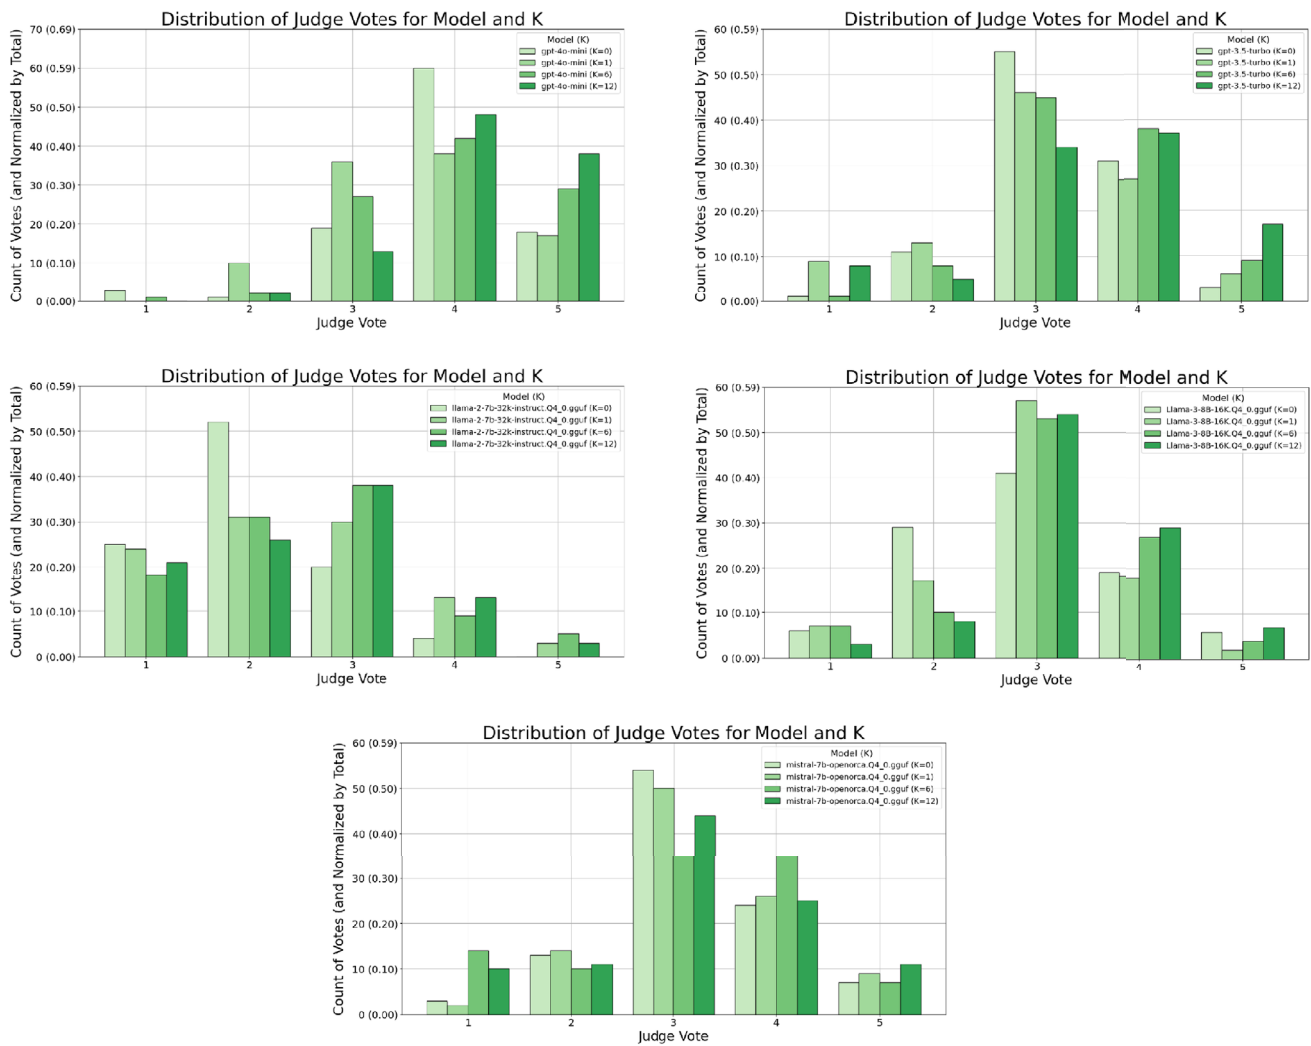 Distribution of Judge Votes for Model and K
Count of Votes (and Normalized by Total)
70 (0.69)
60 (0.59)
50 (0.50)
40 (0.40)
30 (0.30)
20 (0.20)
10 (0.10)
0 (0.00)
Model (K)
gpt-4o-mini (K=0)
gpt-4o-mini (K=1)
gpt-4o-mini (K=6)
gpt-4o-mini (K=12)
1 2 3 4 5
Judge Vote
Distribution of Judge Votes for Model and K
Count of Votes (and Normalized by Total)
60 (0.59)
50 (0.50)
40 (0.40)
30 (0.30)
20 (0.20)
10 (0.10)
0 (0.00)
Model (K)
gpt-3.5-turbo (K=0)
gpt-3.5-turbo (K=1)
gpt-3.5-turbo (K=6)
gpt-3.5-turbo (K=12)
1 2 3 4 5
Judge Vote
Distribution of Judge Votes for Model and K
Count of Votes (and Normalized by Total)
60 (0.59)
50 (0.50)
40 (0.40)
30 (0.30)
20 (0.20)
10 (0.10)
0 (0.00)
Model (K)
llama-2-7b-32k-instruct.Q4_0.gguf (K=0)
llama-2-7b-32k-instruct.Q4_0.gguf (K=1)
llama-2-7b-32k-instruct.Q4_0.gguf (K=6)
llama-2-7b-32k-instruct.Q4_0.gguf (K=12)
1 2 3 4 5
Judge Vote
Distribution of Judge Votes for Model and K
Count of Votes (and Normalized by Total)
60 (0.59)
50 (0.50)
40 (0.40)
30 (0.30)
20 (0.20)
10 (0.10)
0 (0.00)
Model (K)
Llama-3-8B-16K.Q4_0.gguf (K=0)
Llama-3-8B-16K.Q4_0.gguf (K=1)
Llama-3-8B-16K.Q4_0.gguf (K=6)
Llama-3-8B-16K.Q4_0.gguf (K=12)
1 2 3 4 5
Judge Vote
Distribution of Judge Votes for Model and K
Count of Votes (and Normalized by Total)
60 (0.59)
50 (0.50)
40 (0.40)
30 (0.30)
20 (0.20)
10 (0.10)
0 (0.00)
Model (K)
mistral-7b-openorca.Q4_0.gguf (K=0)
mistral-7b-openorca.Q4_0.gguf (K=1)
mistral-7b-openorca.Q4_0.gguf (K=6)
mistral-7b-openorca.Q4_0.gguf (K=12)
1 2 3 4 5
Judge Vote